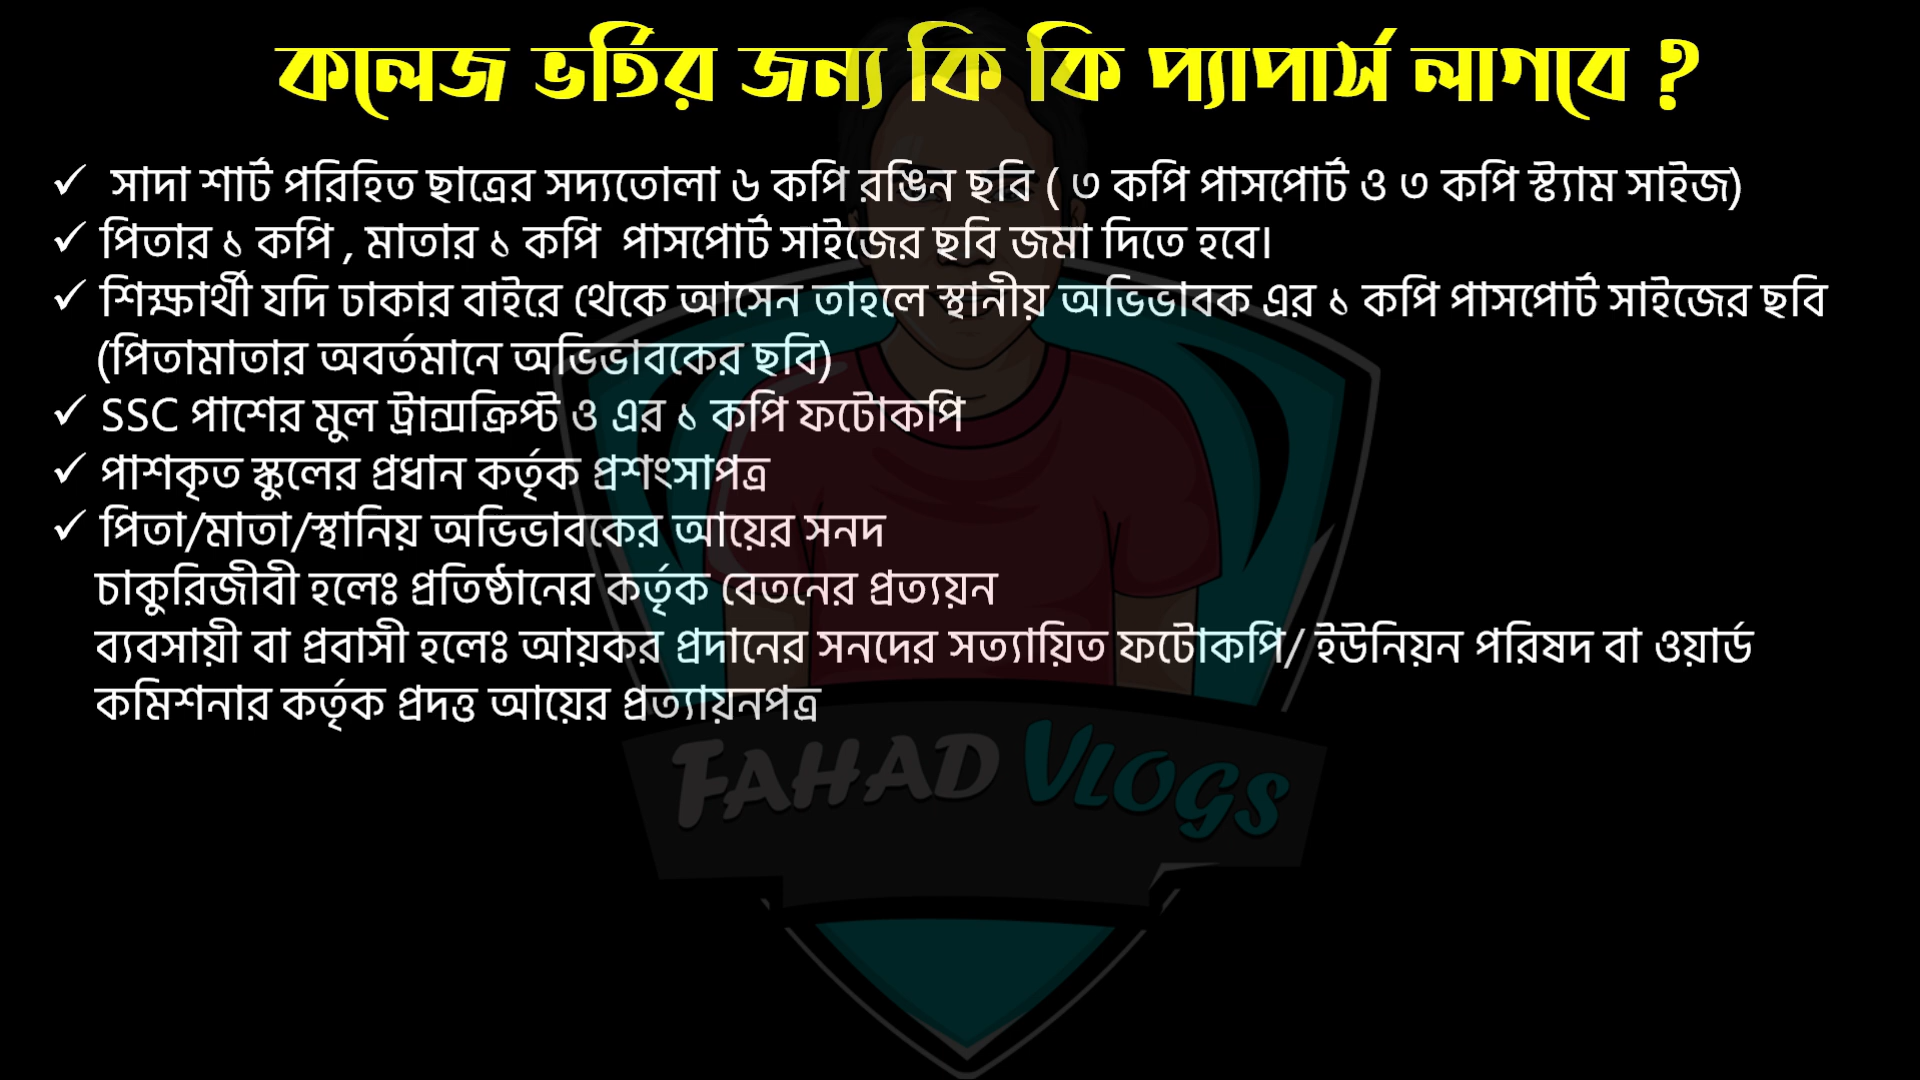 কলেজ ভর্তির জন্য কি কি প্যাপার্স লাগবে ?
✓ সাদা শার্ট পরিহিত ছাত্রের সদ্যতোলা ৬ কপি রঙিন ছবি ( ৩ কপি পাসপোর্ট ও ৩ কপি স্ট্যাম সাইজ)
✓ পিতার ১ কপি , মাতার ১ কপি পাসপোর্ট সাইজের ছবি জমা দিতে হবে।
✓ শিক্ষার্থী যদি ঢাকার বাইরে থেকে আসেন তাহলে স্থানীয় অভিভাবক এর ১ কপি পাসপোর্ট সাইজের ছবি
(পিতামাতার অবর্তমানে অভিভাবকের ছবি)
✓ SSC পাশের মুল ট্রান্সক্রিপ্ট ও এর ১ কপি ফটোকপি
✓ পাশকৃত স্কুলের প্রধান কর্তৃক প্রশংসাপত্র
✓ পিতা/মাতা/স্থানিয় অভিভাবকের আয়ের সনদ
চাকুরিজীবী হলেঃ প্রতিষ্ঠানের কর্তৃক বেতনের প্রত্যয়ন
ব্যবসায়ী বা প্রবাসী হলেঃ আয়কর প্রদানের সনদের সত্যায়িত ফটোকপি/ ইউনিয়ন পরিষদ বা ওয়ার্ড
কমিশনার কর্তৃক প্রদত্ত আয়ের প্রত্যায়নপত্র
FAHAD VLOGS